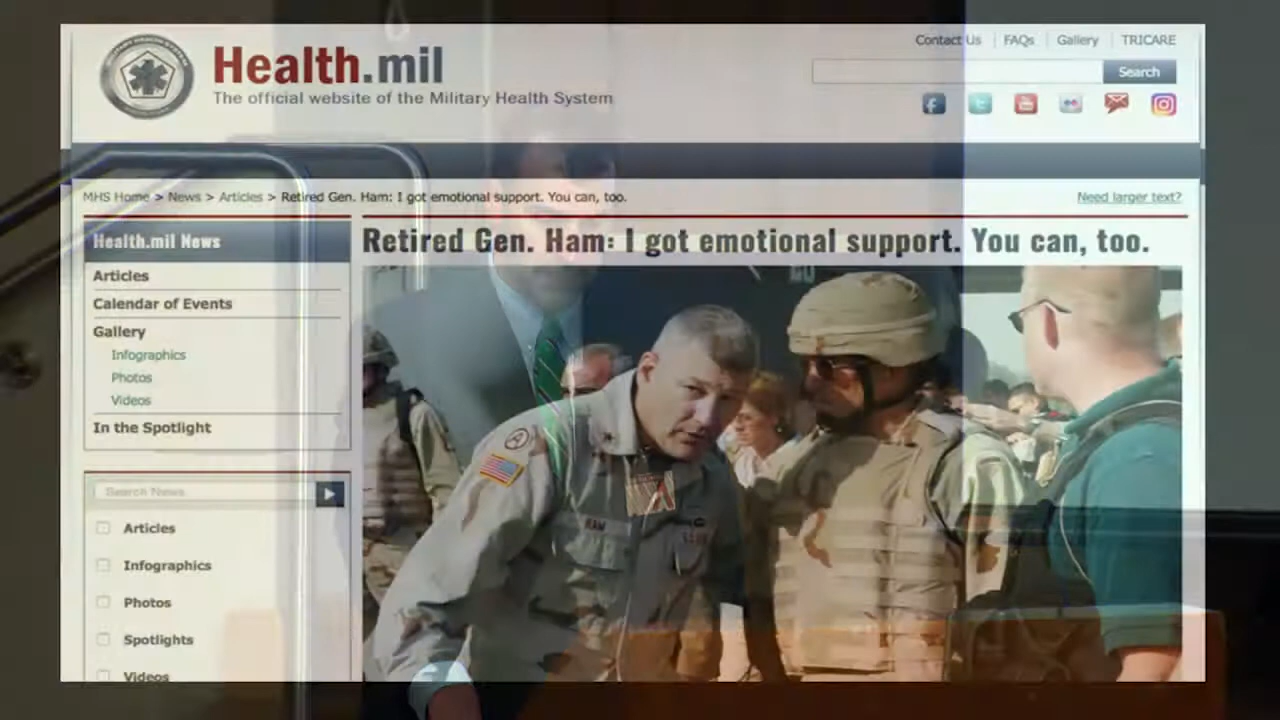 Contact Us | FAQs | Gallery | TRICARE
Health.mil
The official website of the Military Health System
Search
MHS Home > News > Articles > Retired Gen. Ham: I got emotional support. You can, too.
Need larger text?
Health.mil News
Retired Gen. Ham: I got emotional support. You can, too.
Articles
Calendar of Events
Gallery
Infographics
Photos
Videos
In the Spotlight
Search News
Articles
Infographics
Photos
Spotlights
Videos
HAM